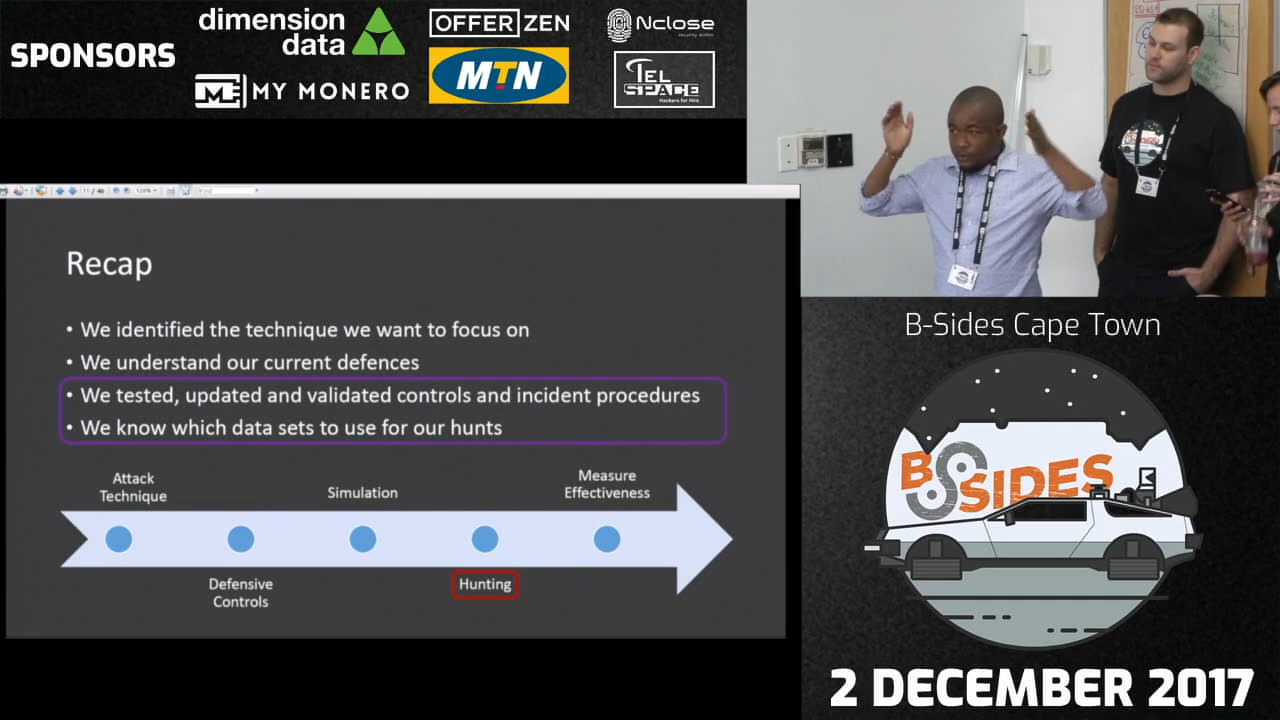 SPONSORS
dimension
data
OFFERZEN
Nclose
MY MONERO
MTN
TEL
SPACE
Hackers for Hire
Recap
• We identified the technique we want to focus on
• We understand our current defences
• We tested, updated and validated controls and incident procedures
• We know which data sets to use for our hunts
Attack
Technique
Simulation
Measure
Effectiveness
Defensive
Controls
Hunting
B-Sides Cape Town
BSIDES
2 DECEMBER 2017